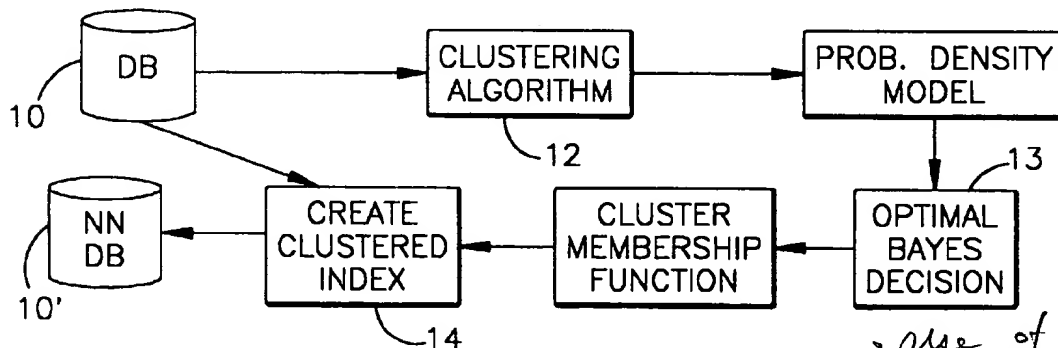 DB
10
CLUSTERING
ALGORITHM
12
PROB. DENSITY
MODEL
13
OPTIMAL
BAYES
DECISION
CLUSTER
MEMBERSHIP
FUNCTION
CREATE
CLUSTERED
INDEX
14
NN
DB
10'
of